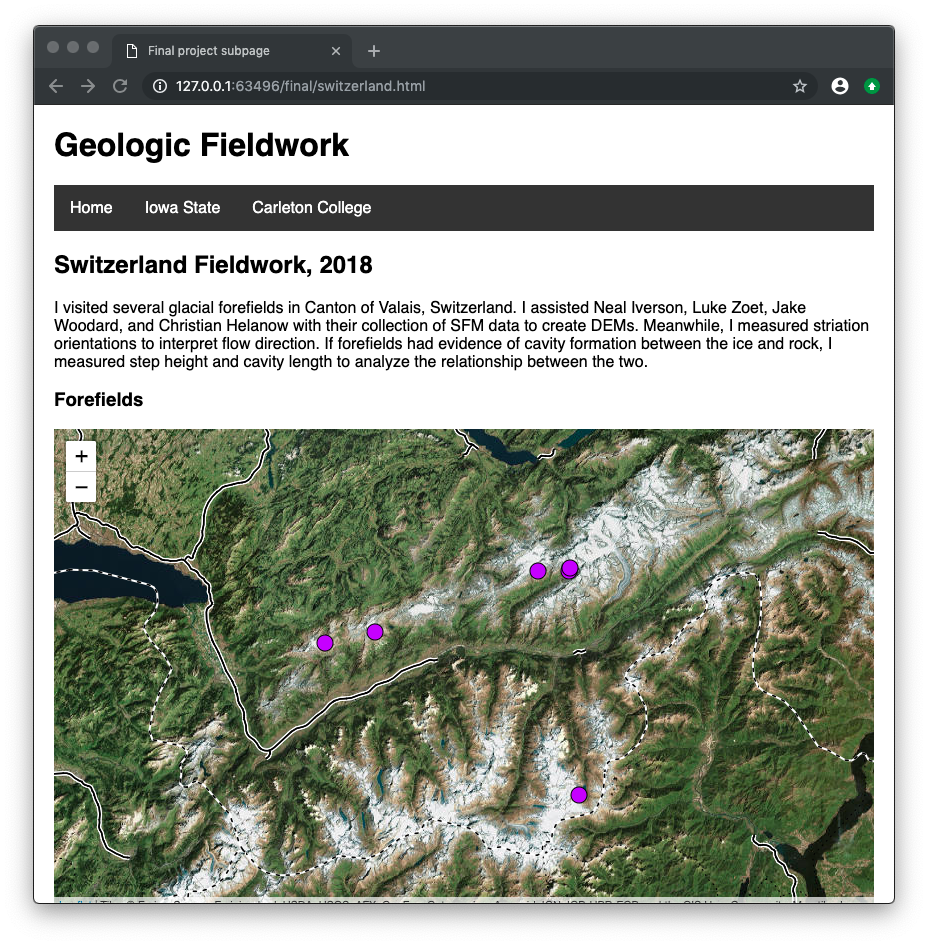 Final project subpage
127.0.0.1:63496/final/switzerland.html
Geologic Fieldwork
Home Iowa State Carleton College
Switzerland Fieldwork, 2018
I visited several glacial forefields in Canton of Valais, Switzerland. I assisted Neal Iverson, Luke Zoet, Jake
Woodard, and Christian Helanow with their collection of SFM data to create DEMs. Meanwhile, I measured striation
orientations to interpret flow direction. If forefields had evidence of cavity formation between the ice and rock, I
measured step height and cavity length to analyze the relationship between the two.
Forefields
+
−